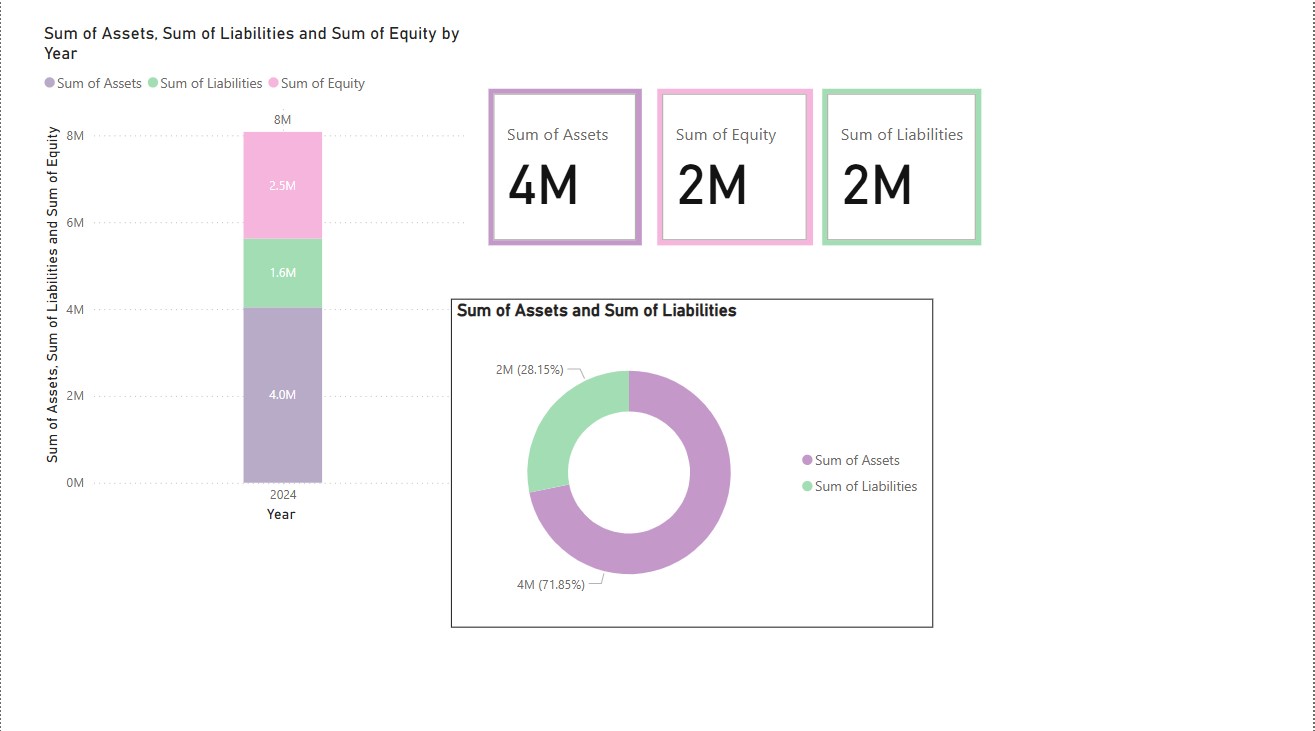 Sum of Assets, Sum of Liabilities and Sum of Equity by
Year
Sum of Assets Sum of Liabilities Sum of Equity
Sum of Assets, Sum of Liabilities and Sum of Equity
8M
6M
4M
2M
0M
8M
2.5M
1.6M
4.0M
2024
Year
Sum of Assets
4M
Sum of Equity
2M
Sum of Liabilities
2M
Sum of Assets and Sum of Liabilities
2M (28.15%)
4M (71.85%)
Sum of Assets
Sum of Liabilities